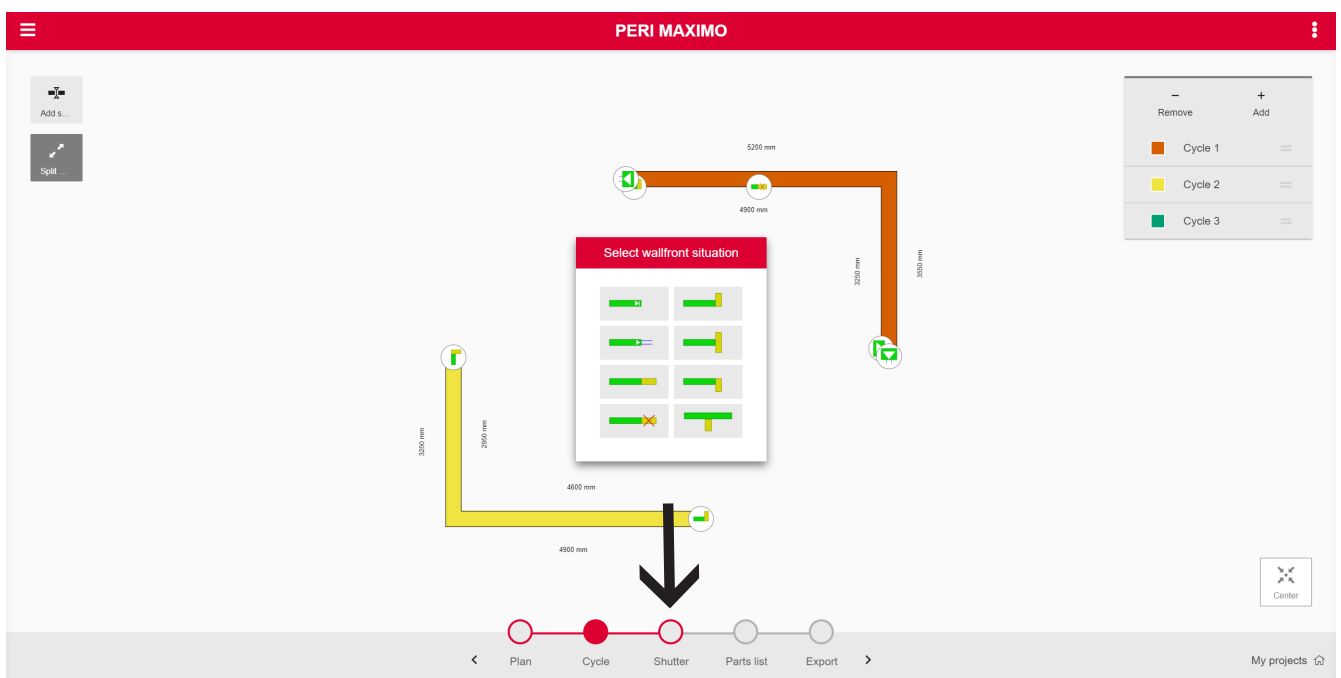 PERI MAXIMO
Add s...
Split ...
Remove
Add
Cycle 1
Cycle 2
Cycle 3
5200 mm
4900 mm
3250 mm
3550 mm
Select wallfront situation
3250 mm
2950 mm
4600 mm
4900 mm
Center
Plan
Cycle
Shutter
Parts list
Export
My projects